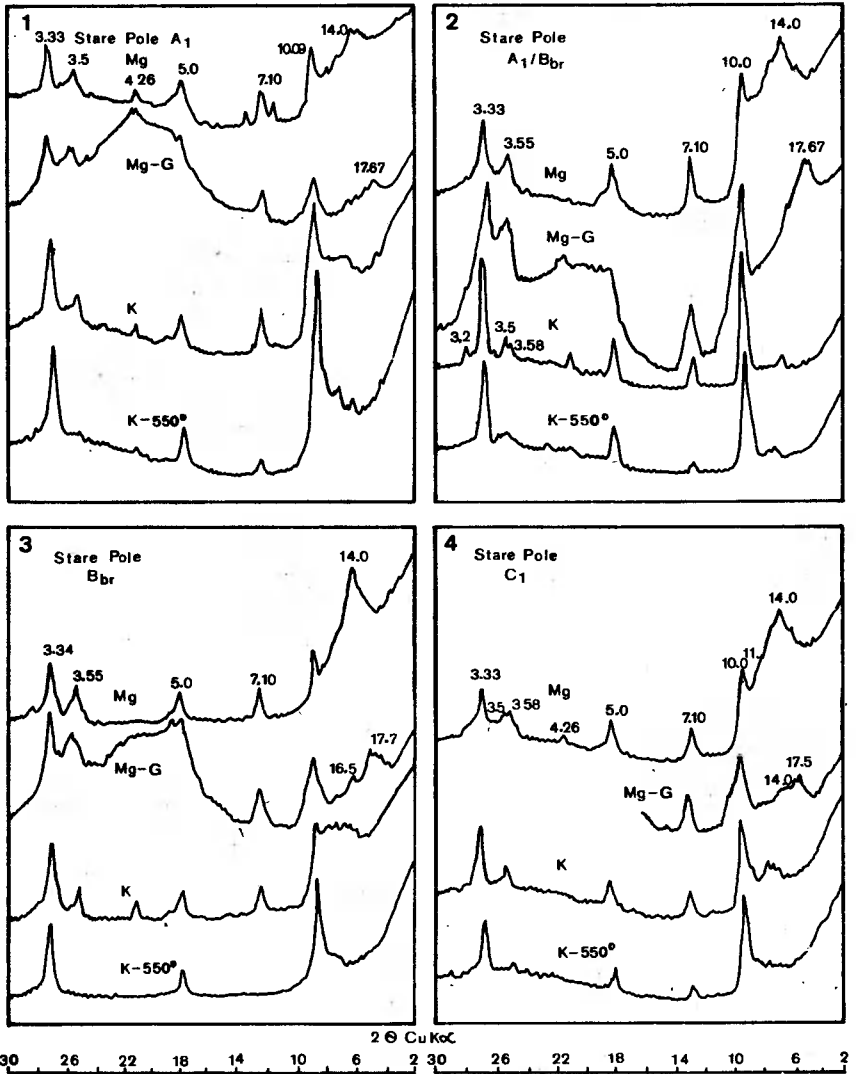 1
Stare Pole A1
3.33
3.5
Mg
4.26
5.0
7.10
10.09
14.0
Mg-G
17.67
K
K-550°
2
Stare Pole
A1/Bbr
3.33
3.55
Mg
5.0
7.10
10.0
14.0
17.67
Mg-G
K
3.2
3.5
3.58
K-550°
3
Stare Pole
Bbr
3.34
3.55
Mg
5.0
7.10
14.0
Mg-G
16.5
17.7
K
K-550°
4
Stare Pole
C1
3.33
3.5
3.58
Mg
4.26
5.0
7.10
10.0
11.
14.0
Mg-G
14.0
17.5
K
K-550°
2 Θ Cu Kα
30 26 22 18 14 10 6 2
30 26 22 18 14 10 6 2